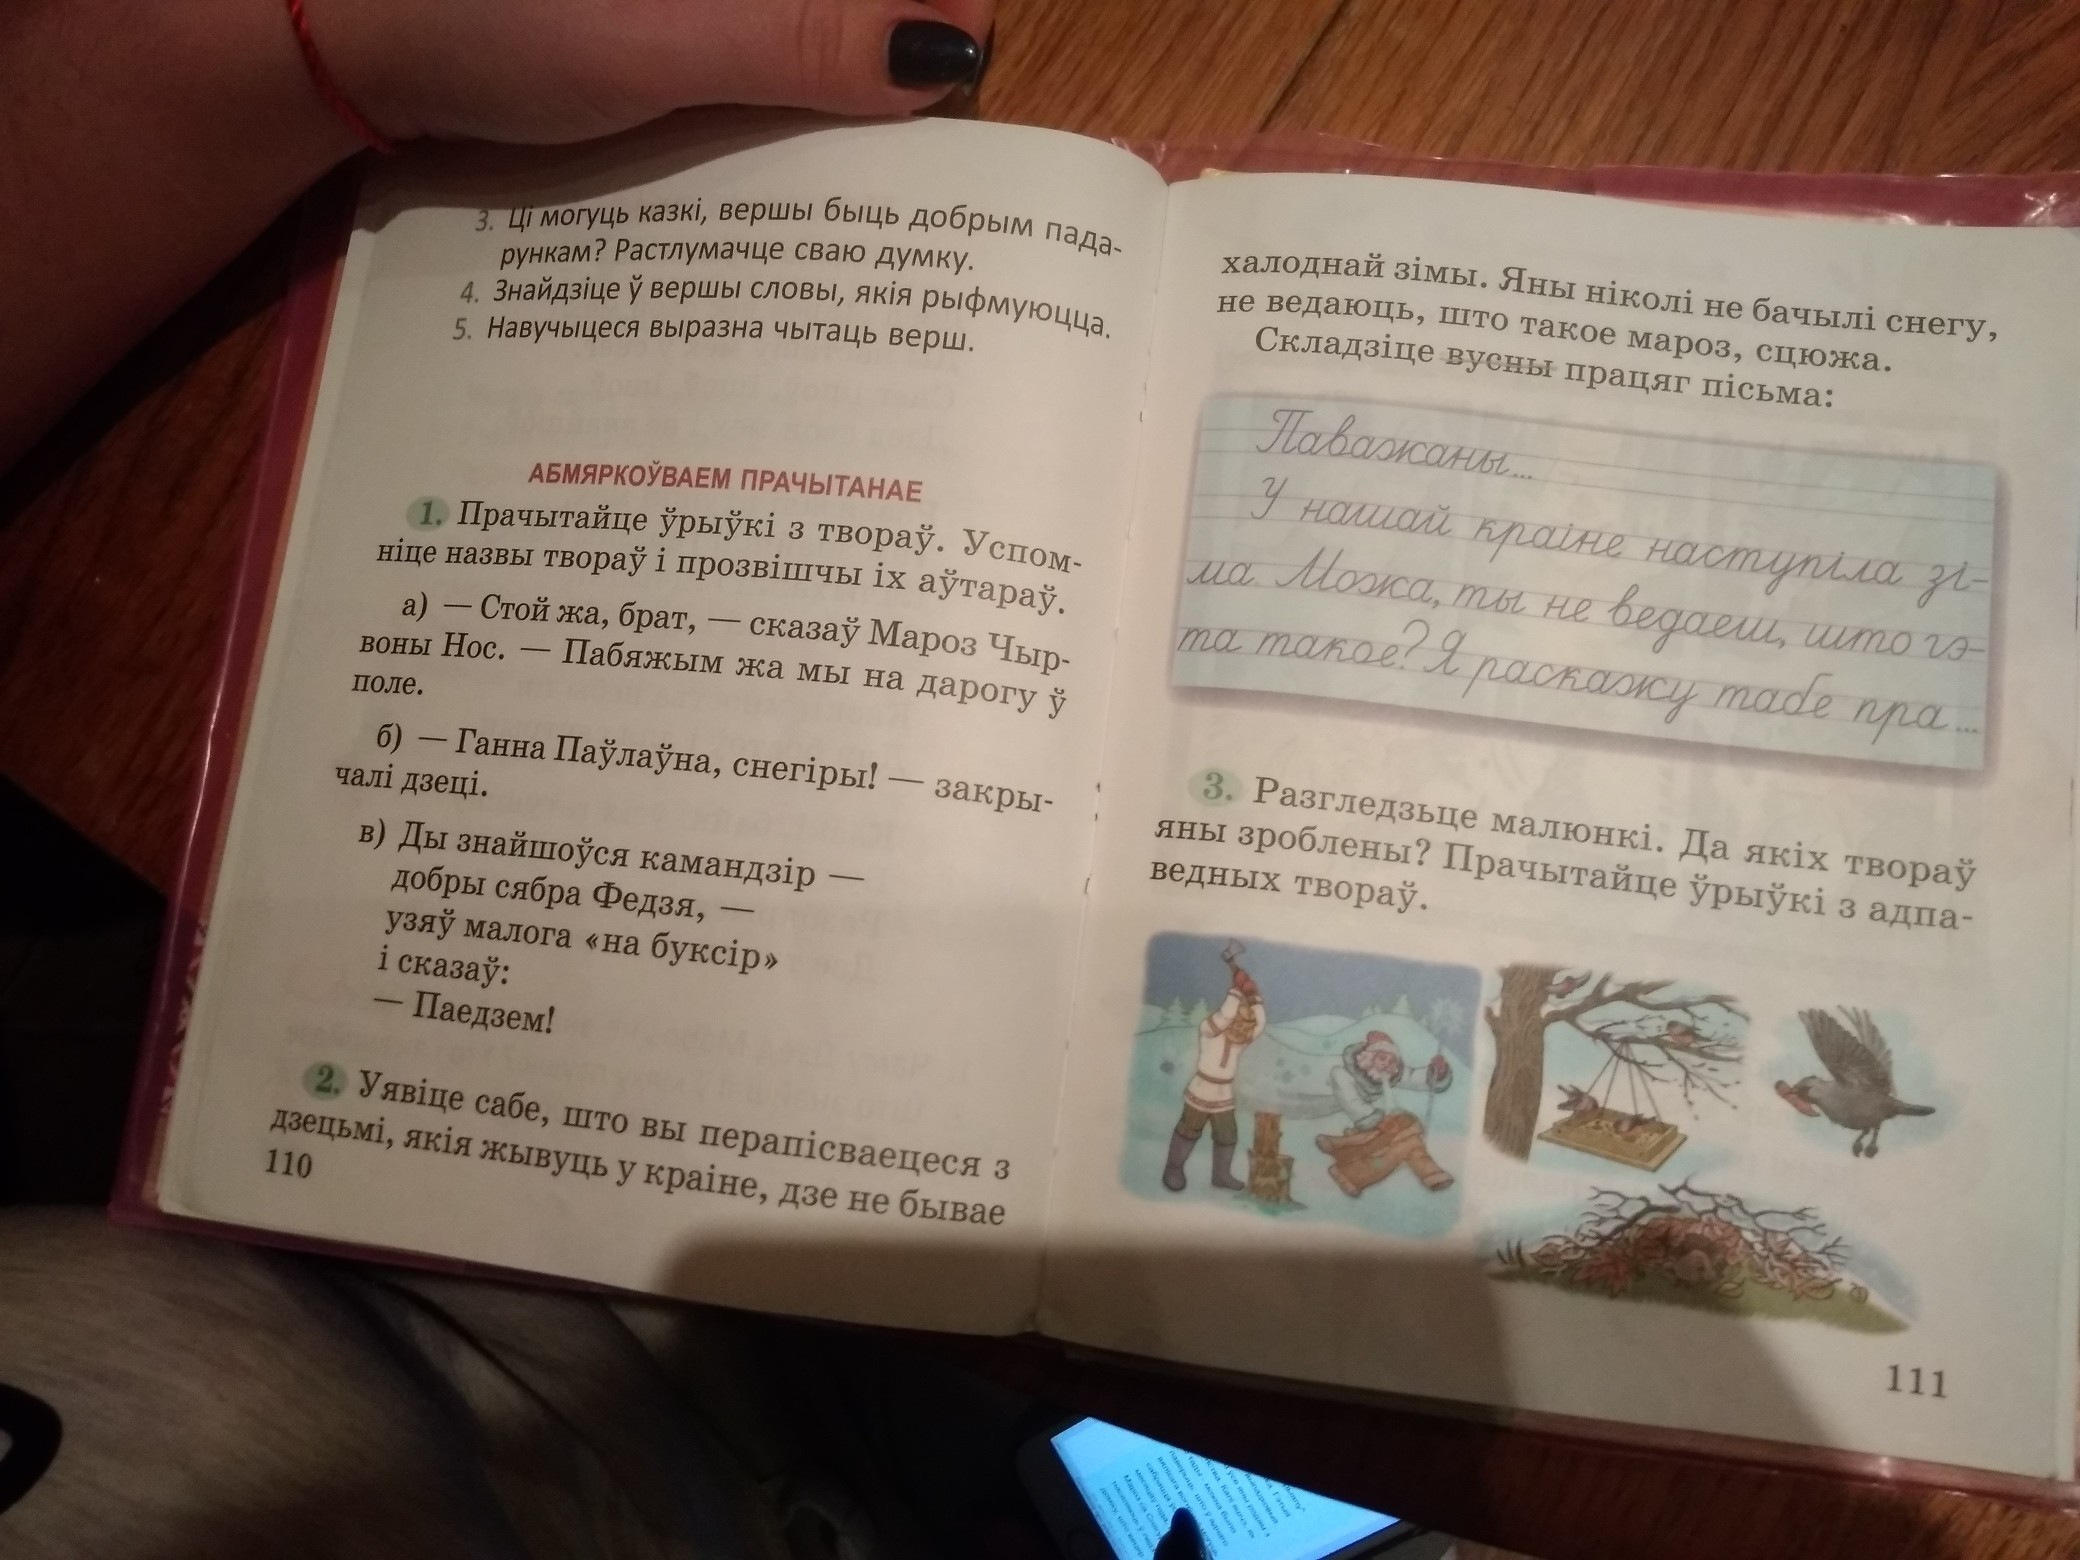 3. Ці могуць казкі, вершы быць добрым пада-
рункам? Растлумачце сваю думку.
4. Знайдзіце ў вершы словы, якія рыфмуюцца.
5. Навучыцеся выразна чытаць верш.
АБМЯРКОЎВАЕМ ПРАЧЫТАНАЕ
1. Прачытайце ўрыўкі з твораў. Успом-
ніце назвы твораў і прозвішчы іх аўтараў.
а) — Стой жа, брат, — сказаў Мароз Чыр-
воны Нос. — Пабяжым жа мы на дарогу ў
поле.
б) — Ганна Паўлаўна, снегіры! — закры-
чалі дзеці.
в) Ды знайшоўся камандзір —
добры сябра Федзя, —
узяў малога «на буксір»
і сказаў:
— Паедзем!
2. Уявіце сабе, што вы перапісваецеся з
дзецьмі, якія жывуць у краіне, дзе не бывае
110
халоднай зімы. Яны ніколі не бачылі снегу,
не ведаюць, што такое мароз, сцюжа.
Складзіце вусны працяг пісьма:
Паважаны...
У нашай краіне наступіла зі-
ма. Можа, ты не ведаеш, што гэ-
та такое? Я раскажу табе пра...
3. Разгледзьце малюнкі. Да якіх твораў
яны зроблены? Прачытайце ўрыўкі з адпа-
ведных твораў.
111